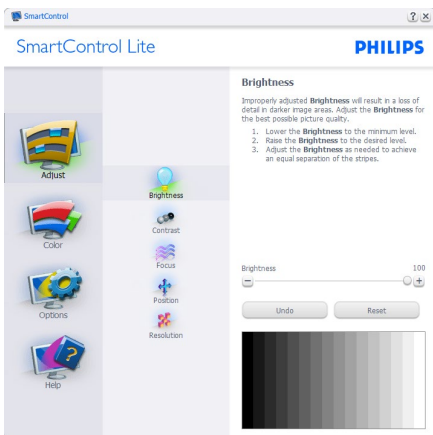 SmartControl
SmartControl Lite
PHILIPS
Adjust
Color
Options
Help
Brightness
Contrast
Focus
Position
Resolution
Brightness
Improperly adjusted Brightness will result in a loss of
detail in darker image areas. Adjust the Brightness for
the best possible picture quality.
1. Lower the Brightness to the minimum level.
2. Raise the Brightness to the desired level.
3. Adjust the Brightness as needed to achieve
an equal separation of the stripes.
Brightness 100
Undo Reset